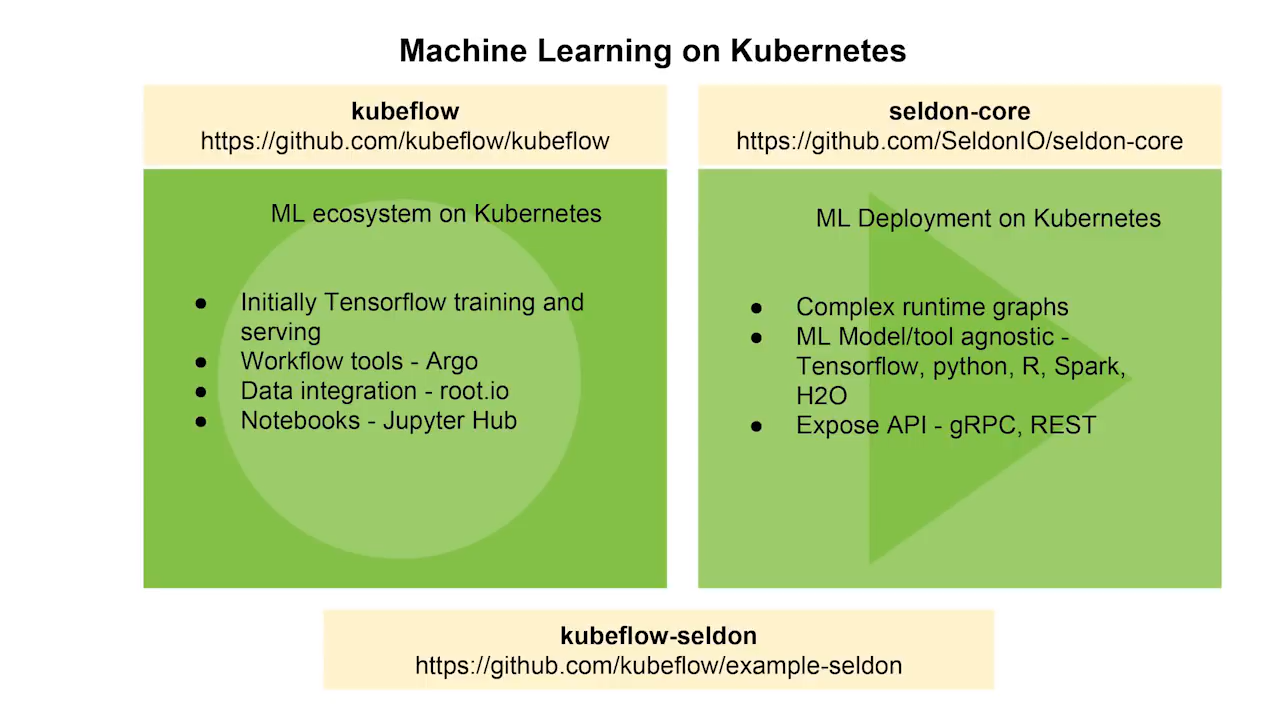 Machine Learning on Kubernetes
kubeflow
https://github.com/kubeflow/kubeflow
ML ecosystem on Kubernetes
● Initially Tensorflow training and
serving
● Workflow tools - Argo
● Data integration - root.io
● Notebooks - Jupyter Hub
seldon-core
https://github.com/SeldonIO/seldon-core
ML Deployment on Kubernetes
● Complex runtime graphs
● ML Model/tool agnostic -
Tensorflow, python, R, Spark,
H2O
● Expose API - gRPC, REST
kubeflow-seldon
https://github.com/kubeflow/example-seldon